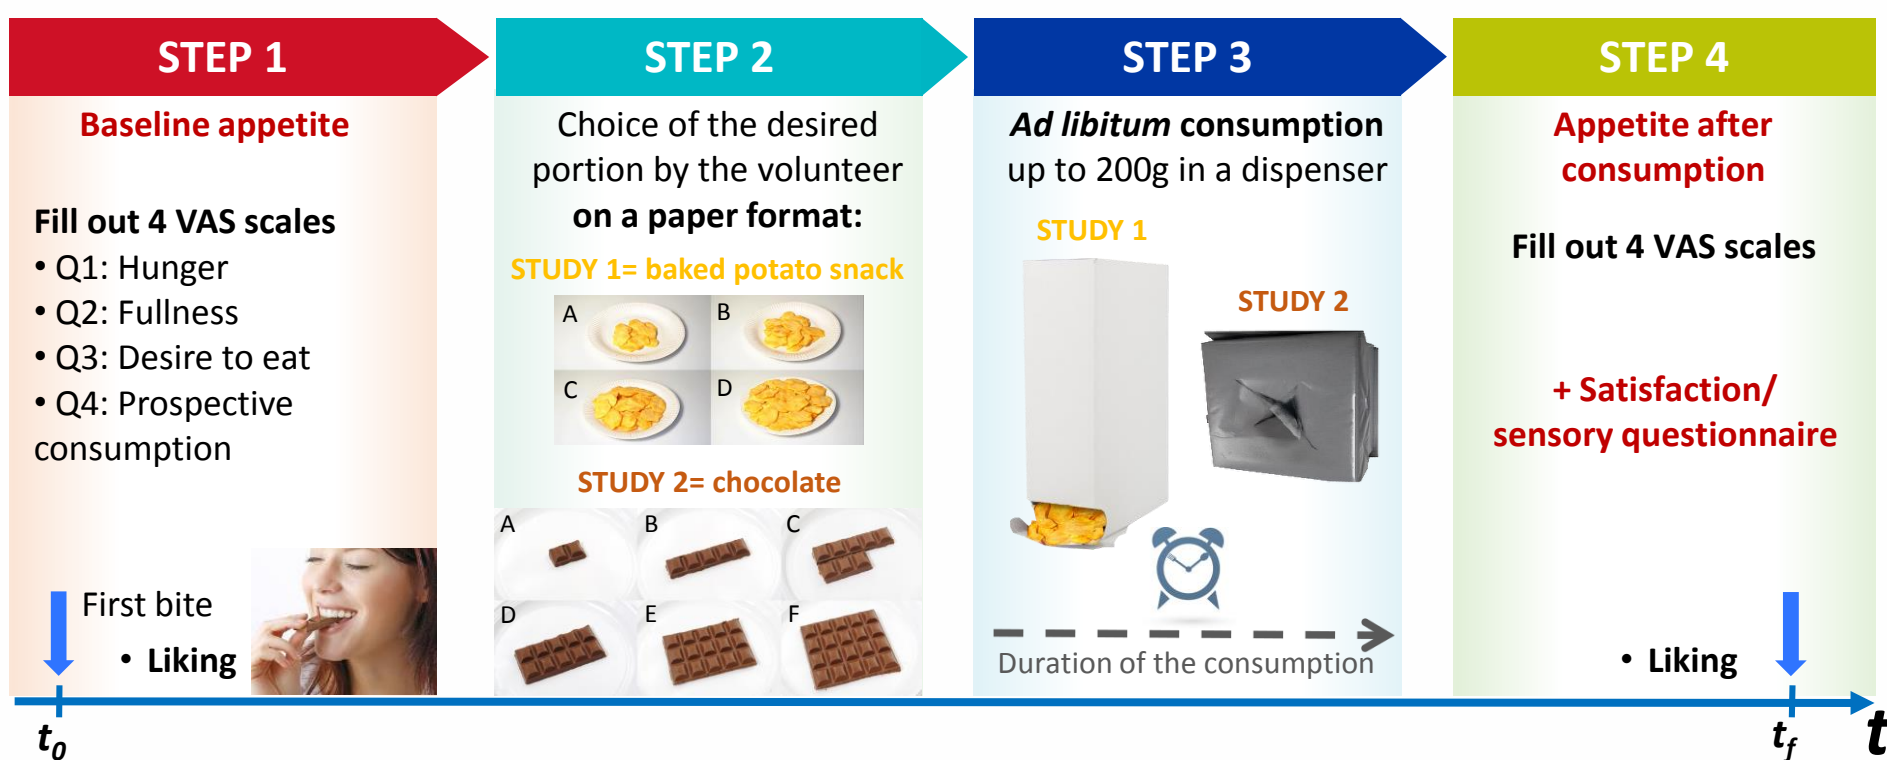 STEP 1
Baseline appetite
Fill out 4 VAS scales
• Q1: Hunger
• Q2: Fullness
• Q3: Desire to eat
• Q4: Prospective
consumption
First bite
• Liking
STEP 2
Choice of the desired
portion by the volunteer
on a paper format:
STUDY 1= baked potato snack
A
B
C
D
STUDY 2= chocolate
A
B
C
D
E
F
STEP 3
Ad libitum consumption
up to 200g in a dispenser
STUDY 1
STUDY 2
Duration of the consumption
STEP 4
Appetite after
consumption
Fill out 4 VAS scales
+ Satisfaction/
sensory questionnaire
• Liking
t0
tf
t